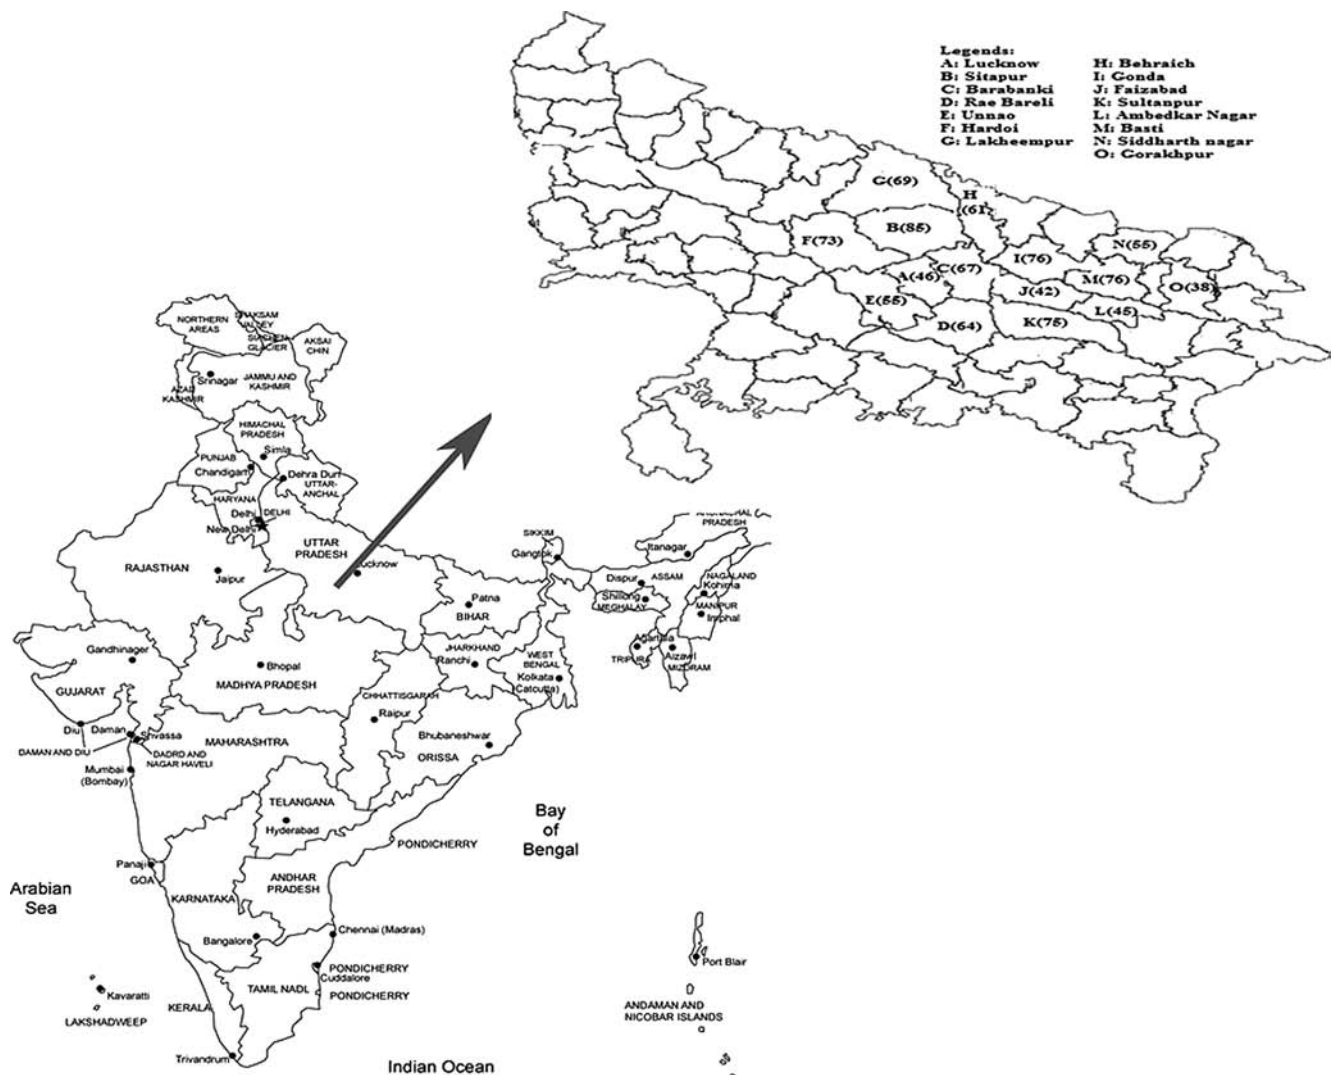 Legends:
A: Lucknow
B: Sitapur
C: Barabanki
D: Rae Bareli
E: Unnao
F: Hardoi
G: Lakheempur
H: Behraich
I: Gonda
J: Faizabad
K: Sultanpur
L: Ambedkar Nagar
M: Basti
N: Siddharth nagar
O: Gorakhpur
G(69)
H
(61)
B(85)
F(73)
N(55)
I(76)
C(67)
A(46)
M(76)
O(38)
J(42)
E(55)
L(45)
D(64)
K(75)
NORTHERN
AREAS
SHAKSAM
VALLEY
SIACHEN
GLACIER
AKSAI
CHIN
Srinagar
JAMMU AND
KASHMIR
AZAD
KASHMIR
HIMACHAL
PRADESH
Simla
PUNJAB
Chandigarh
Dehra Dun
UTTAR-
ANCHAL
HARYANA
Delhi
DELHI
New Delhi
UTTAR
PRADESH
Lucknow
RAJASTHAN
Jaipur
SIKKIM
Gangtok
ARUNACHAL
PRADESH
Itanagar
Dispur
ASSAM
NAGALAND
Kohima
Shillong
MEGHALAY
MANIPUR
Imphal
Patna
BIHAR
Agartala
TRIPURA
Aizawl
MIZORAM
Gandhinager
GUJARAT
Bhopal
MADHYA PRADESH
JHARKHAND
Ranchi
WEST
BENGAL
Kolkata
(Catcutta)
CHHATTISGARAH
Raipur
Bhubaneshwar
ORISSA
Diu
Daman
Silvassa
DAMAN AND DIU
DADRD AND
NAGAR HAVELI
MAHARASHTRA
Mumbai
(Bombay)
TELANGANA
Hyderabad
Bay
of
Bengal
PONDICHERRY
Panaji
GOA
ANDHAR
PRADESH
Arabian
Sea
KARNATAKA
Bangalore
Chennai (Madras)
Port Blair
PONDICHERRY
Cuddalore
TAMIL NADL
PONDICHERRY
Kavaratti
LAKSHADWEEP
KERALA
ANDAMAN AND
NICOBAR ISLANDS
Trivandrum
Indian Ocean